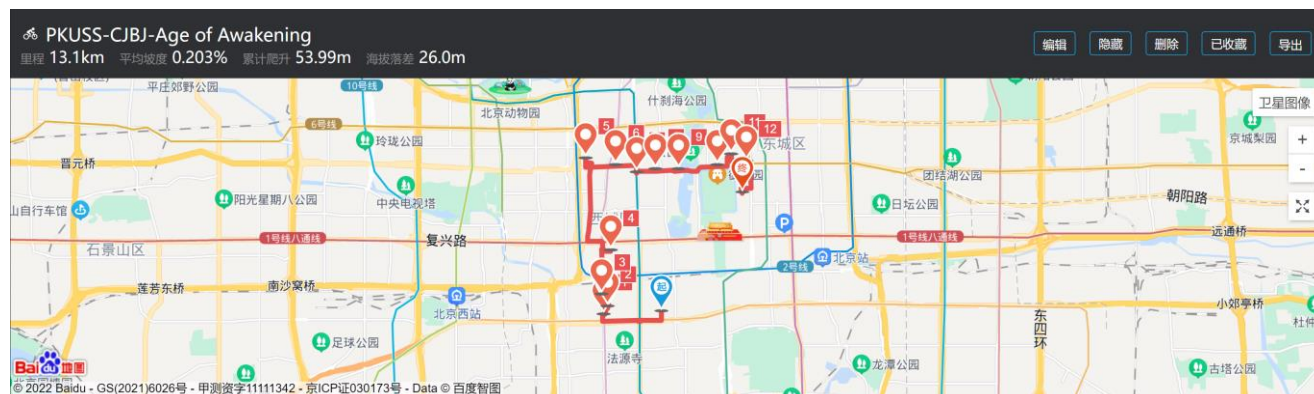 PKUSS-CJBJ-Age of Awakening
里程 13.1km 平均坡度 0.203% 累计爬升 53.99m 海拔落差 26.0m
编辑 隐藏 删除 已收藏 导出
平庄郊野公园
10号线
北京动物园
什刹海公园
卫星图像
6号线
玲珑公园
5
6
9
11
12
东城区
京城梨园
+
晋元桥
-
团结湖公园
终
阳光星期八公园
中央电视塔
朝阳路
日坛公园
山自行车馆
4
石景山区
1号线八通线
复兴路
1号线八通线
远通桥
P
北京站
3
2
2号线
莲芳东桥
南沙窝桥
起
北京西站
小郊亭桥
东四环
杜仲
足球公园
法源寺
龙潭公园
古塔公园
Bai du 地图
© 2022 Baidu - GS(2021)6026号 - 甲测资字11111342 - 京ICP证030173号 - Data © 百度智图